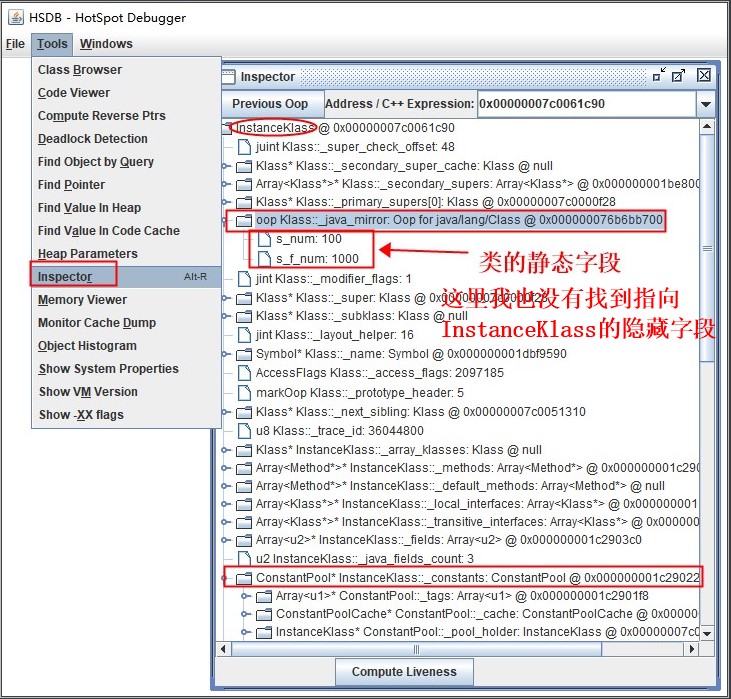 HSDB - HotSpot Debugger
File Tools Windows
Class Browser
Code Viewer
Compute Reverse Ptrs
Deadlock Detection
Find Object by Query
Find Pointer
Find Value In Heap
Find Value In Code Cache
Heap Parameters
Inspector Alt-R
Memory Viewer
Monitor Cache Dump
Object Histogram
Show System Properties
Show VM Version
Show -XX flags
Inspector
Previous Oop Address / C++ Expression: 0x00000007c0061c90
InstanceKlass @ 0x00000007c0061c90
juint Klass::_super_check_offset: 48
Klass* Klass::_secondary_super_cache: Klass @ null
Array<Klass*>* Klass::_secondary_supers: Array<Klass*> @ 0x000000001be800
Klass* Klass::_primary_supers[0]: Klass @ 0x00000007c0000f28
oop Klass::_java_mirror: Oop for java/lang/Class @ 0x000000076b6bb700
s_num: 100
s_f_num: 1000
类的静态字段
这里我也没有找到指向
InstanceKlass的隐藏字段
jint Klass::_modifier_flags: 1
Klass* Klass::_super: Klass @ 0x00000007c0000f28
Klass* Klass::_subklass: Klass @ null
jint Klass::_layout_helper: 16
Symbol* Klass::_name: Symbol @ 0x000000001dbf9590
AccessFlags Klass::_access_flags: 2097185
markOop Klass::_prototype_header: 5
Klass* Klass::_next_sibling: Klass @ 0x00000007c0051310
u8 Klass::_trace_id: 36044800
Klass* InstanceKlass::_array_klasses: Klass @ null
Array<Method*>* InstanceKlass::_methods: Array<Method*> @ 0x000000001c290
Array<Method*>* InstanceKlass::_default_methods: Array<Method*> @ null
Array<Klass*>* InstanceKlass::_local_interfaces: Array<Klass*> @ 0x000000001
Array<Klass*>* InstanceKlass::_transitive_interfaces: Array<Klass*> @ 0x000000
Array<u2>* InstanceKlass::_fields: Array<u2> @ 0x000000001c2903c0
u2 InstanceKlass::_java_fields_count: 3
ConstantPool* InstanceKlass::_constants: ConstantPool @ 0x000000001c29022
Array<u1>* ConstantPool::_tags: Array<u1> @ 0x000000001c2901f8
ConstantPoolCache* ConstantPool::_cache: ConstantPoolCache @ 0x00000
InstanceKlass* ConstantPool::_pool_holder: InstanceKlass @ 0x00000007c0
Compute Liveness